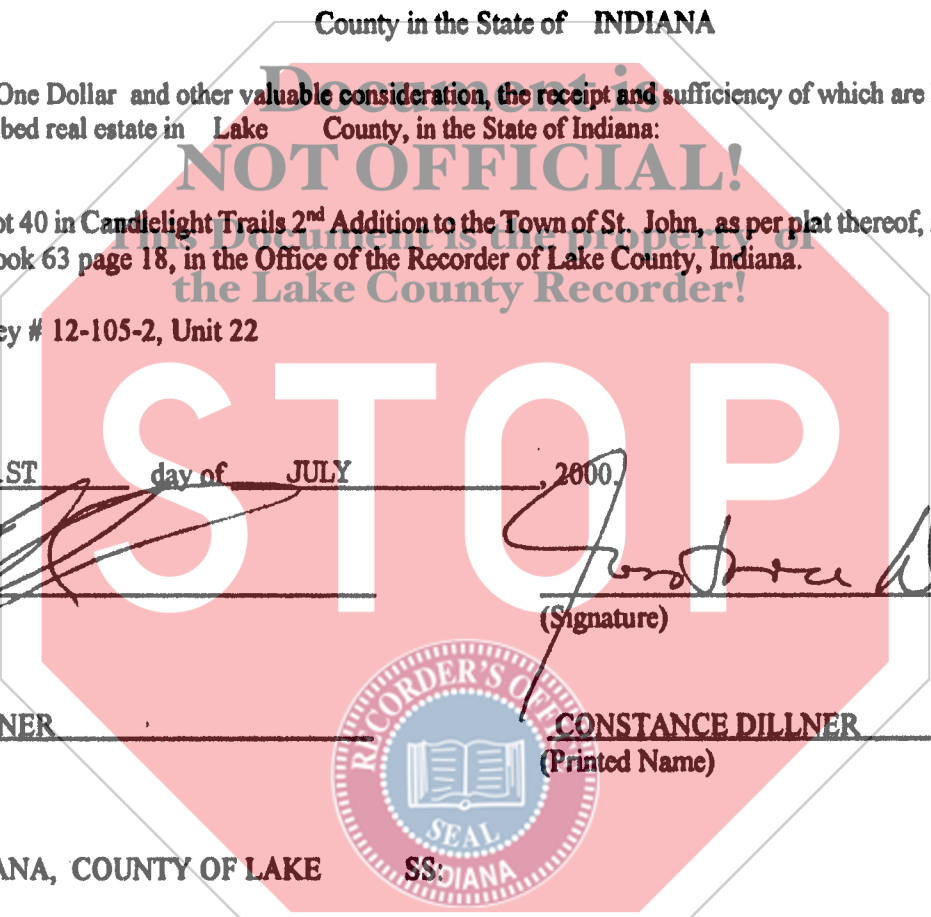 County in the State of INDIANA
Document is
One Dollar and other valuable consideration, the receipt and sufficiency of which are
bed real estate in Lake County, in the State of Indiana:
NOT OFFICIAL!
ot 40 in Candlelight Trails 2nd Addition to the Town of St. John, as per plat thereof,
This Document is the property of
ook 63 page 18, in the Office of the Recorder of Lake County, Indiana.
the Lake County Recorder!
ey # 12-105-2, Unit 22
STOP
ST day of JULY, 2000,
Constance
(Signature)
NER CONSTANCE DILLNER
(Printed Name)
RECORDER'S OFFICE
SEAL
INDIANA
ANA, COUNTY OF LAKE SS: